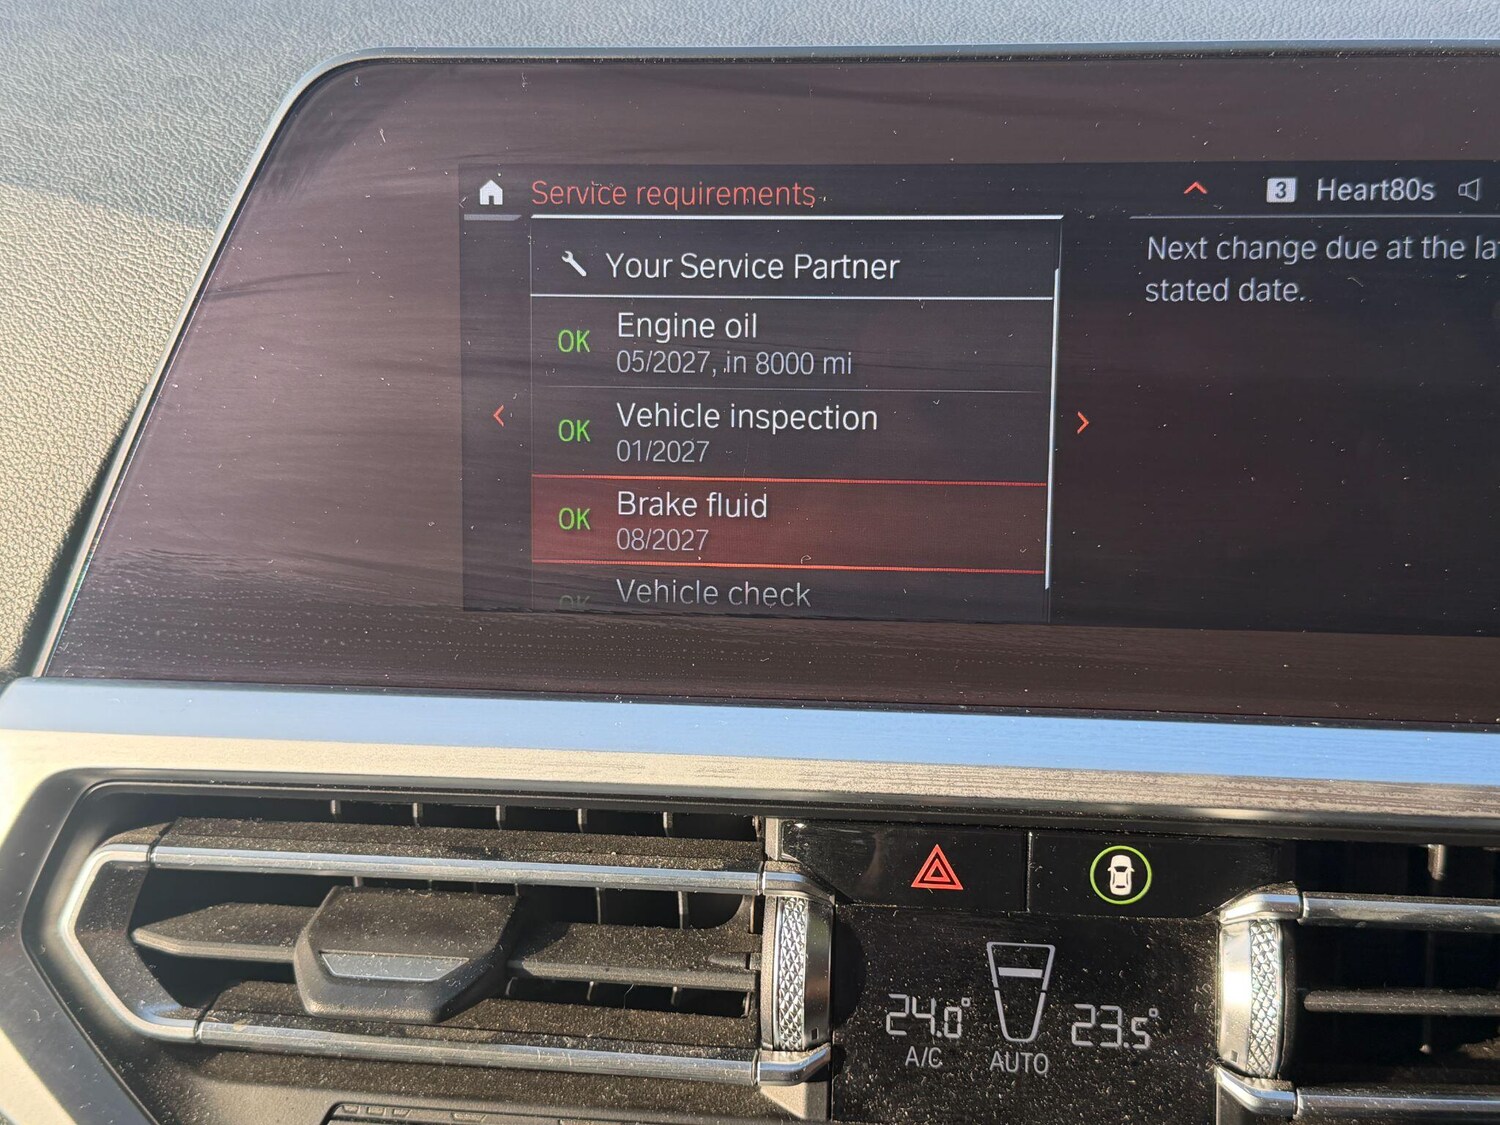 Service requirements
3 Heart80s
Your Service Partner
Next change due at the
stated date.
OK Engine oil
05/2027, in 8000 mi
OK Vehicle inspection
01/2027
OK Brake fluid
08/2027
OK Vehicle check
24.0°
A/C
AUTO
23.5°